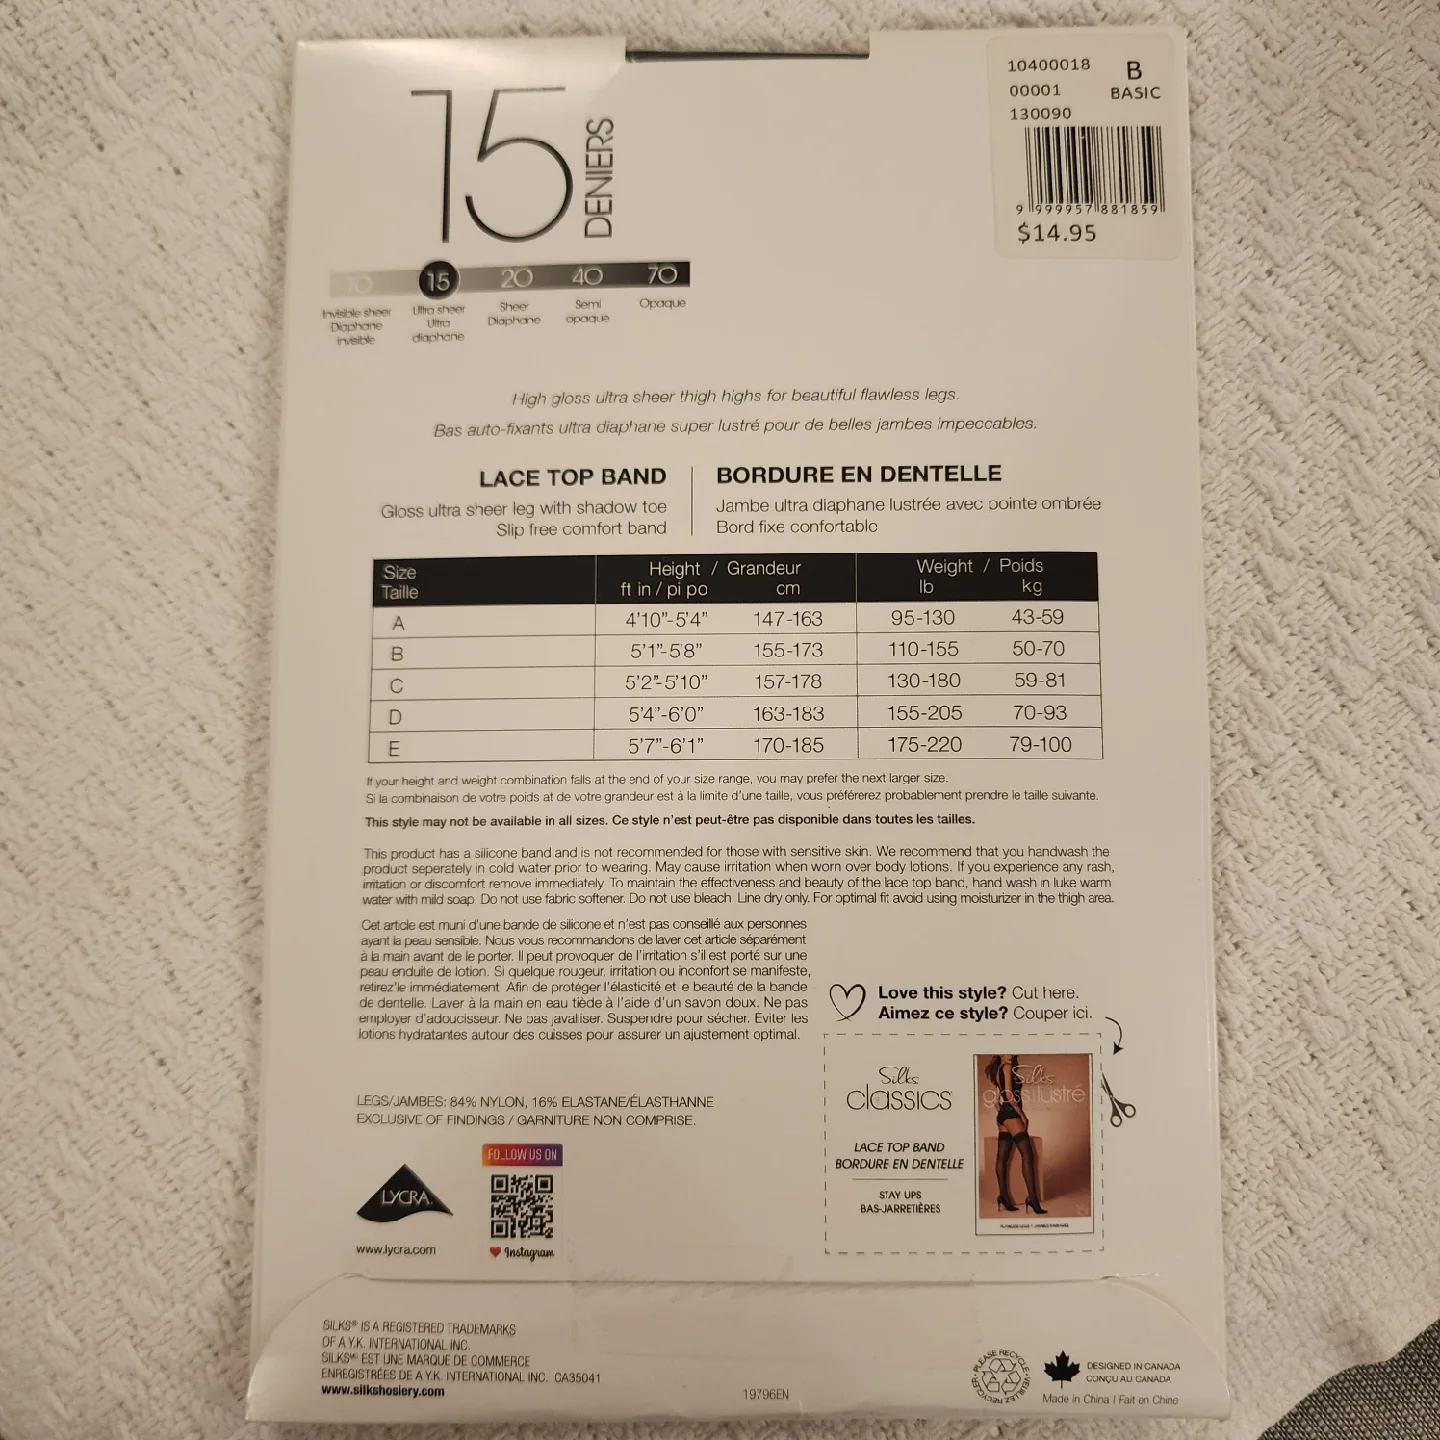 10400018
B
00001
BASIC
130090
9 999957 881859
$14.95
15 DENIERS
10 15 20 40 70
Invisible sheer
Diaphane
invisible
Ultra sheer
Ultra
diaphane
Sheer
Diaphane
Semi
opaque
Opaque
High gloss ultra sheer thigh highs for beautiful flawless legs.
Bas auto-fixants ultra diaphane super lustré pour de belles jambes impeccables.
LACE TOP BAND
Gloss ultra sheer leg with shadow toe
Slip free comfort band
BORDURE EN DENTELLE
Jambe ultra diaphane lustrée avec pointe ombrée
Bord fixe confortable
Size Height / Grandeur Weight / Poids
Taille ft in / pi po cm lb kg
A 4'10"-5'4" 147-163 95-130 43-59
B 5'1"-5'8" 155-173 110-155 50-70
C 5'2"-5'10" 157-178 130-180 59-81
D 5'4"-6'0" 163-183 155-205 70-93
E 5'7"-6'1" 170-185 175-220 79-100
If your height and weight combination falls at the end of your size range, you may prefer the next larger size.
Si la combinaison de votre poids at de votre grandeur est à la limite d'une taille, vous préférerez probablement prendre le taille suivante.
This style may not be available in all sizes. Ce style n'est peut-être pas disponible dans toutes les tailles.
This product has a silicone band and is not recommended for those with sensitive skin. We recommend that you handwash the
product seperately in cold water prior to wearing. May cause irritation when worn over body lotions. If you experience any rash,
irritation or discomfort remove immediately. To maintain the effectiveness and beauty of the lace top band, hand wash in luke warm
water with mild soap. Do not use fabric softener. Do not use bleach. Line dry only. For optimal fit avoid using moisturizer in the thigh area.
Cet article est muni d'une bande de silicone et n'est pas conseillé aux personnes
ayant la peau sensible. Nous vous recommandons de laver cet article séparément
à la main avant de le porter. Il peut provoquer de l'irritation s'il est porté sur une
peau enduite de lotion. Si quelque rougeur, irritation ou inconfort se manifeste,
retirez'le immédiatement. Afin de protéger l'élasticité et le beauté de la bande
de dentelle. Laver à la main en eau tiède à l'aide d'un savon doux. Ne pas
employer d'adoucisseur. Ne pas javaliser. Suspendre pour sécher. Éviter les
lotions hydratantes autour des cuisses pour assurer un ajustement optimal.
Love this style? Cut here.
Aimez ce style? Couper ici.
Silks
classics
LACE TOP BAND
BORDURE EN DENTELLE
STAY UPS
BAS-JARRETIÈRES
Silks
gloss lustré
LEGS/JAMBES: 84% NYLON, 16% ELASTANE/ÉLASTHANNE
EXCLUSIVE OF FINDINGS / GARNITURE NON COMPRISE.
LYCRA
www.lycra.com
FOLLOW US ON
Instagram
SILKS® IS A REGISTERED TRADEMARKS
OF A.Y.K. INTERNATIONAL INC.
SILKSMD EST UNE MARQUE DE COMMERCE
ENREGISTRÉES DE A.Y.K. INTERNATIONAL INC. CA35041
www.silkshosiery.com
19796EN
PLEASE RECYCLE • VEUILLEZ RECYCLER •
DESIGNED IN CANADA
CONÇU AU CANADA
Made in China / Fait en Chine